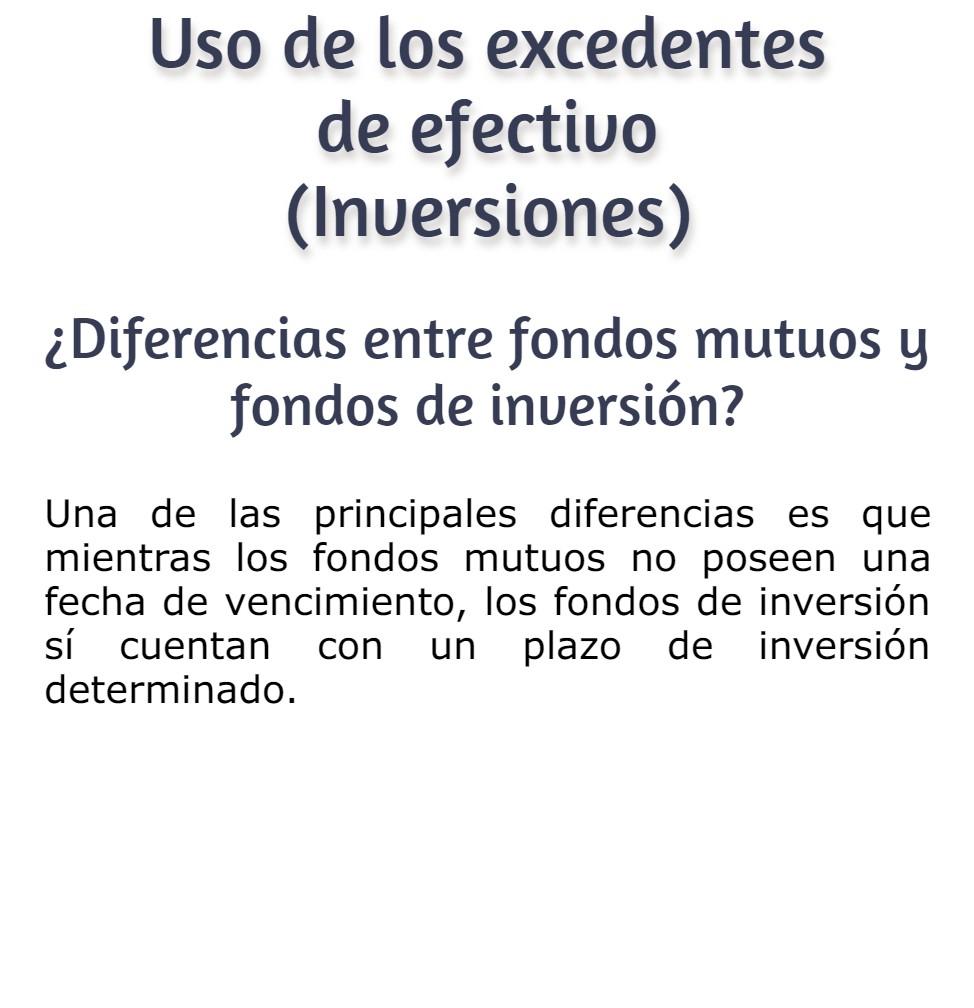 Uso de los excedentes
de efectivo
(Inversiones)
¿Diferencias entre fondos mutuos y
fondos de inversión?
Una de las principales diferencias es que
mientras los fondos mutuos no poseen una
fecha de vencimiento, los fondos de inversión
sí cuentan con un plazo de inversión
determinado.